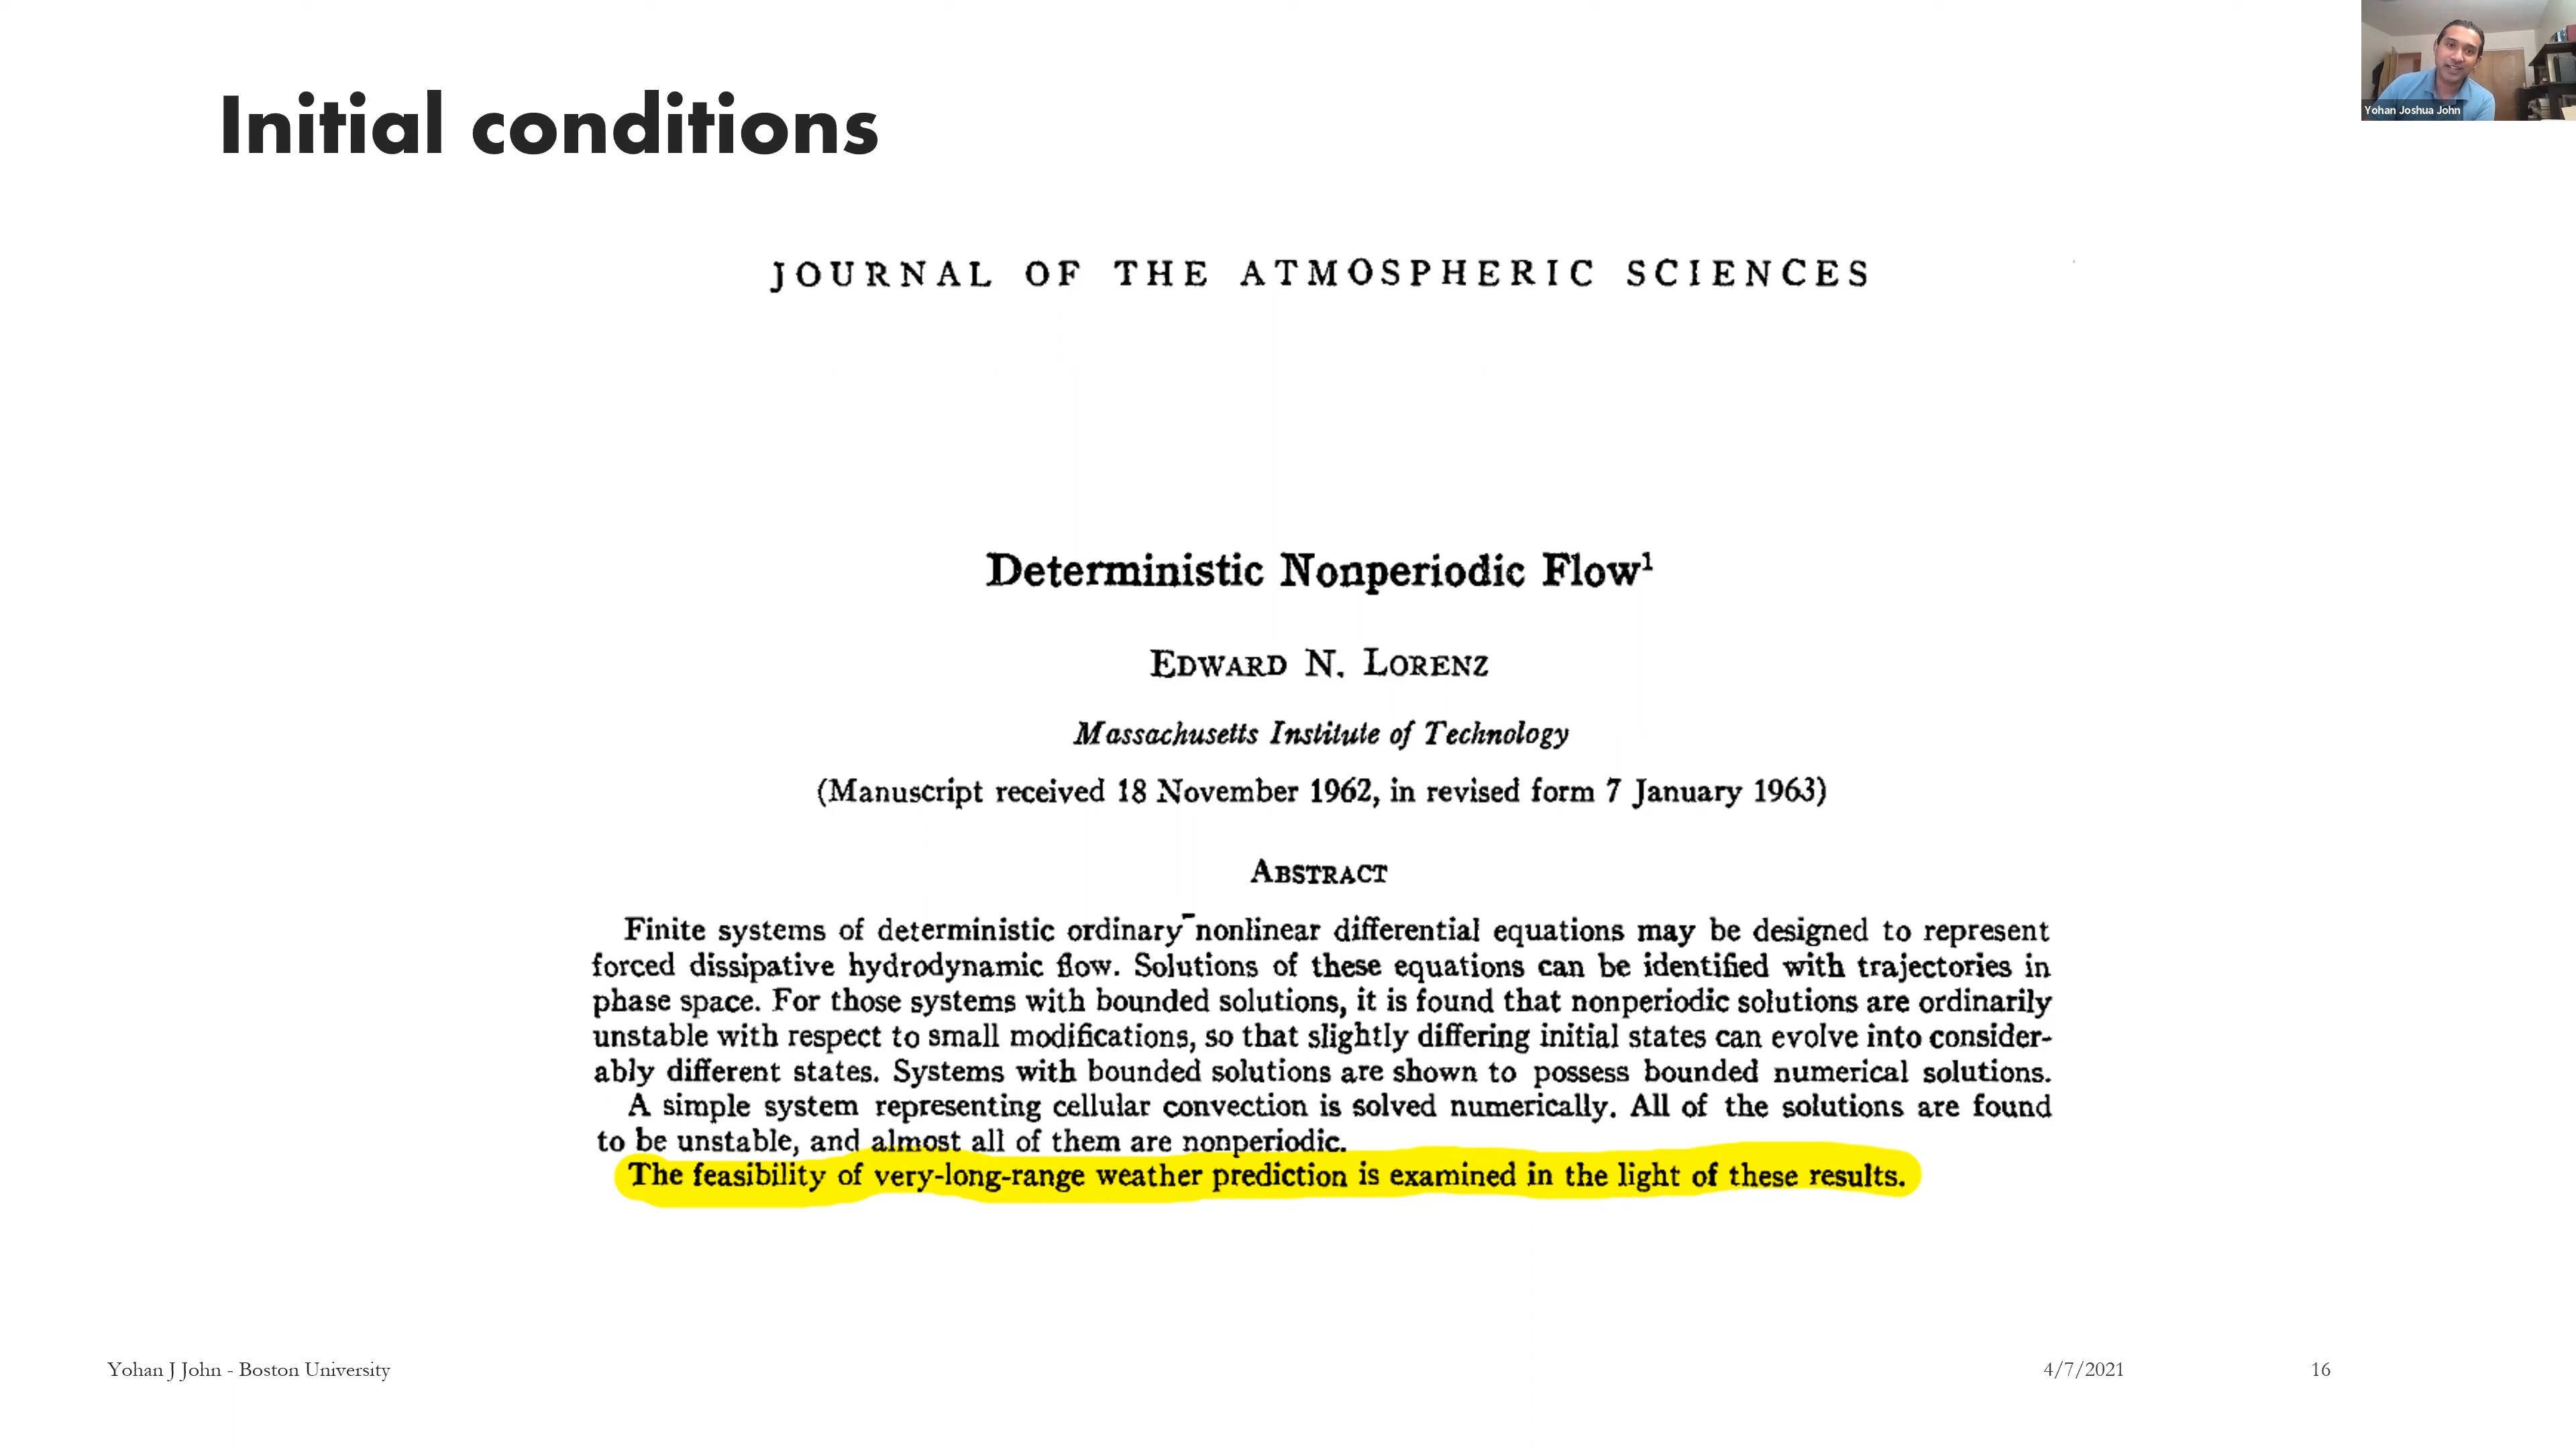 Yohan Joshua John
Initial conditions
JOURNAL OF THE ATMOSPHERIC SCIENCES
Deterministic Nonperiodic Flow¹
EDWARD N. LORENZ
Massachusetts Institute of Technology
(Manuscript received 18 November 1962, in revised form 7 January 1963)
ABSTRACT
Finite systems of deterministic ordinary nonlinear differential equations may be designed to represent
forced dissipative hydrodynamic flow. Solutions of these equations can be identified with trajectories in
phase space. For those systems with bounded solutions, it is found that nonperiodic solutions are ordinarily
unstable with respect to small modifications, so that slightly differing initial states can evolve into consider-
ably different states. Systems with bounded solutions are shown to possess bounded numerical solutions.
A simple system representing cellular convection is solved numerically. All of the solutions are found
to be unstable, and almost all of them are nonperiodic.
The feasibility of very-long-range weather prediction is examined in the light of these results.
Yohan J John - Boston University
4/7/2021
16